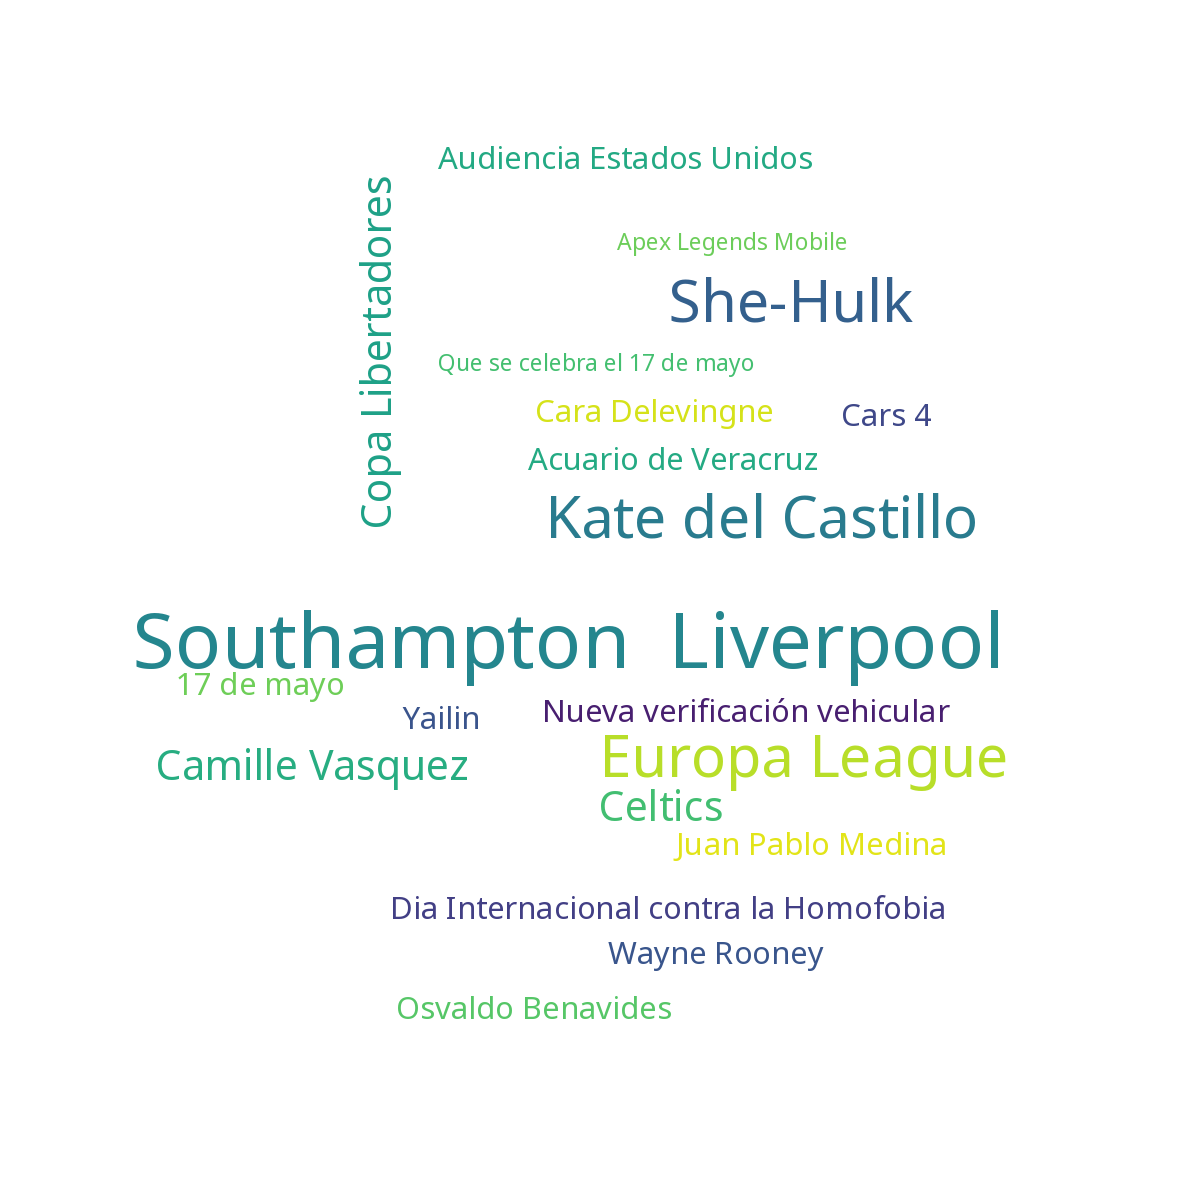 Audiencia Estados Unidos
Copa Libertadores
Apex Legends Mobile
She-Hulk
Que se celebra el 17 de mayo
Cara Delevingne
Cars 4
Acuario de Veracruz
Kate del Castillo
Southampton Liverpool
17 de mayo
Yailin
Nueva verificación vehicular
Camille Vasquez
Europa League
Celtics
Juan Pablo Medina
Dia Internacional contra la Homofobia
Wayne Rooney
Osvaldo Benavides